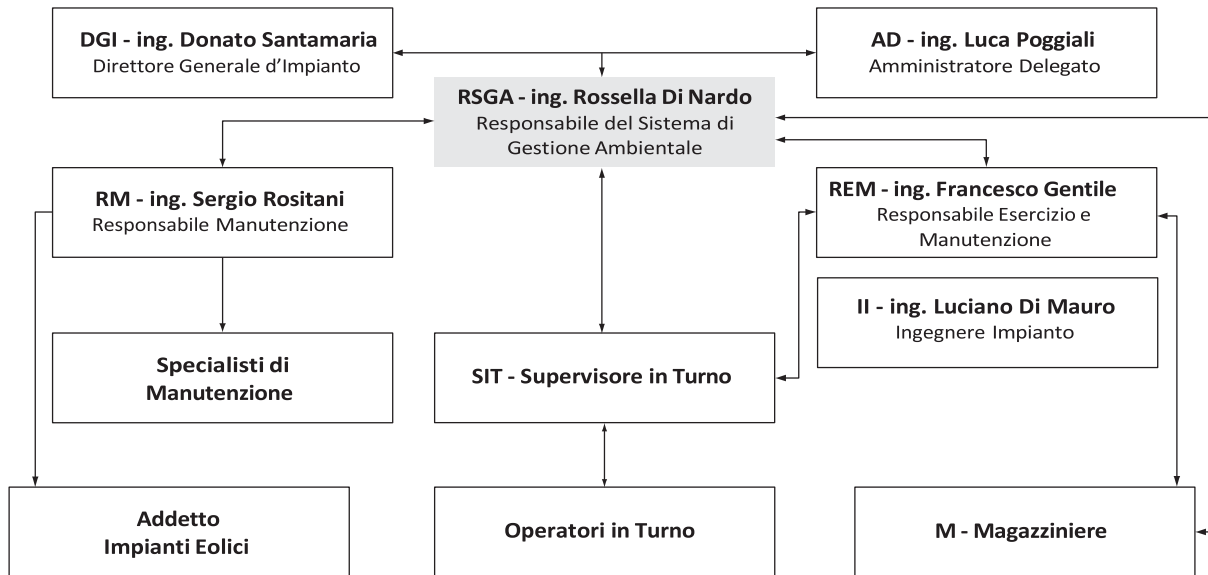 DGI - ing. Donato Santamaria
Direttore Generale d'Impianto
AD - ing. Luca Poggiali
Amministratore Delegato
RSGA - ing. Rossella Di Nardo
Responsabile del Sistema di
Gestione Ambientale
RM - ing. Sergio Rositani
Responsabile Manutenzione
REM - ing. Francesco Gentile
Responsabile Esercizio e
Manutenzione
II - ing. Luciano Di Mauro
Ingegnere Impianto
Specialisti di
Manutenzione
SIT - Supervisore in Turno
Addetto
Impianti Eolici
Operatori in Turno
M - Magazziniere